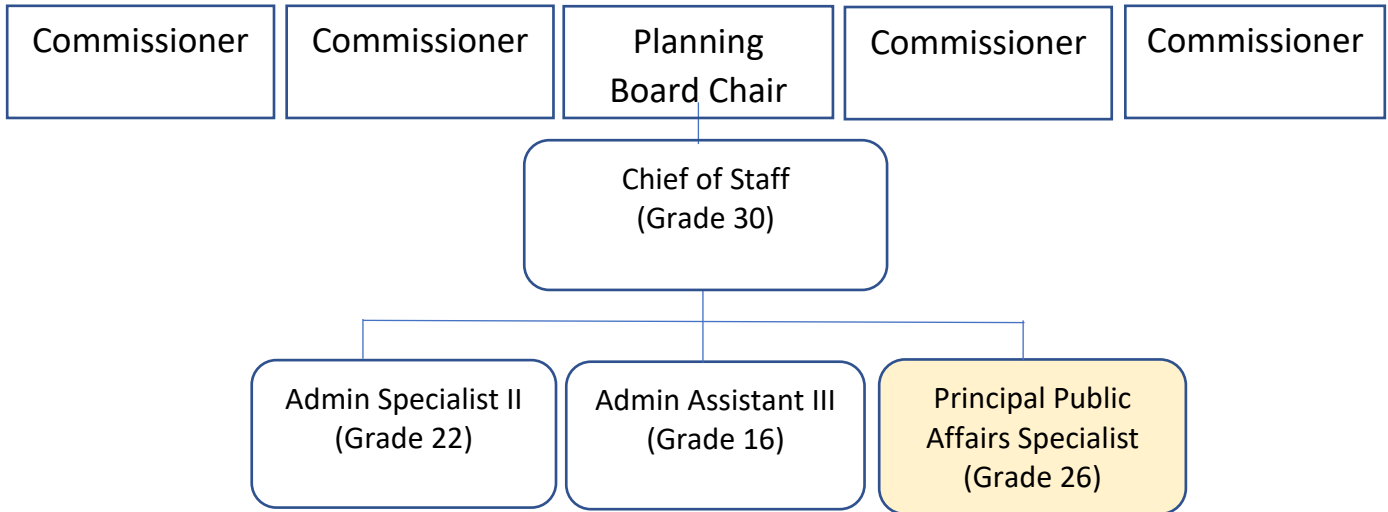 Commissioner
Commissioner
Planning
Board Chair
Commissioner
Commissioner
Chief of Staff
(Grade 30)
Admin Specialist II
(Grade 22)
Admin Assistant III
(Grade 16)
Principal Public
Affairs Specialist
(Grade 26)